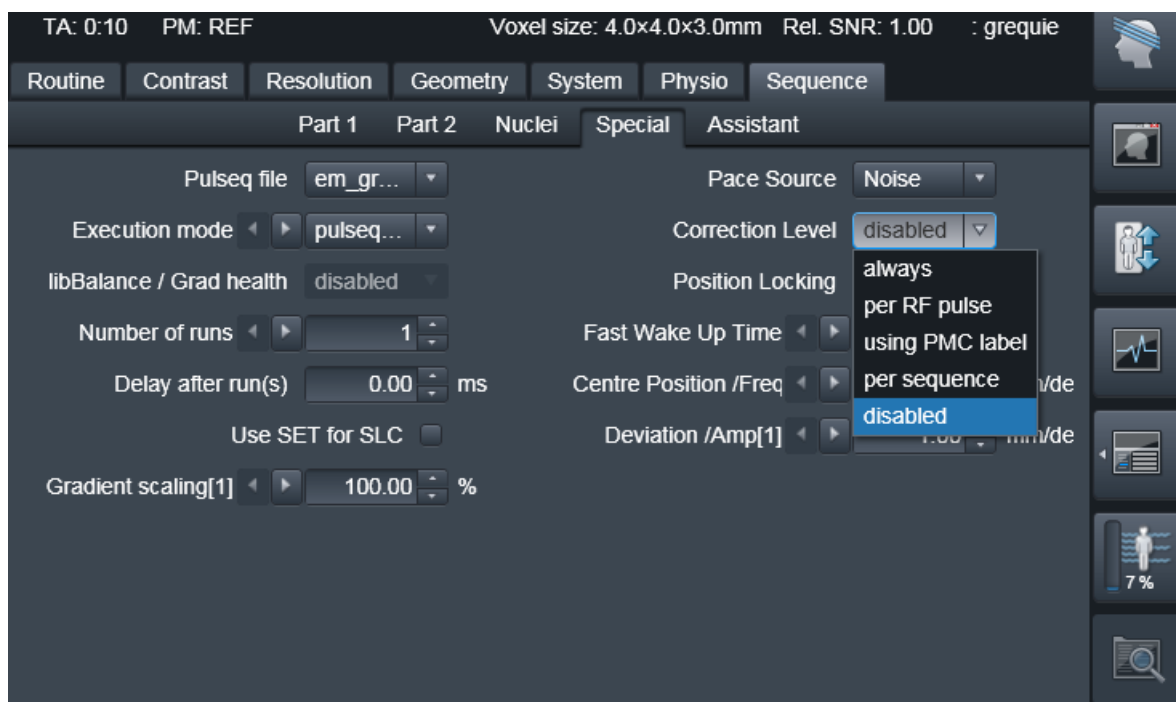 TA: 0:10 PM: REF Voxel size: 4.0×4.0×3.0mm Rel. SNR: 1.00 : grequie
Routine Contrast Resolution Geometry System Physio Sequence
Part 1 Part 2 Nuclei Special Assistant
Pulseq file em_gr... Pace Source Noise
Execution mode pulseq... Correction Level disabled
libBalance / Grad health disabled Position Locking
always
per RF pulse
Number of runs 1 Fast Wake Up Time
using PMC label
Delay after run(s) 0.00 ms Centre Position /Freq
per sequence
/de
disabled
Use SET for SLC Deviation /Amp[1] 1.00 mm/de
Gradient scaling[1] 100.00 %
7 %